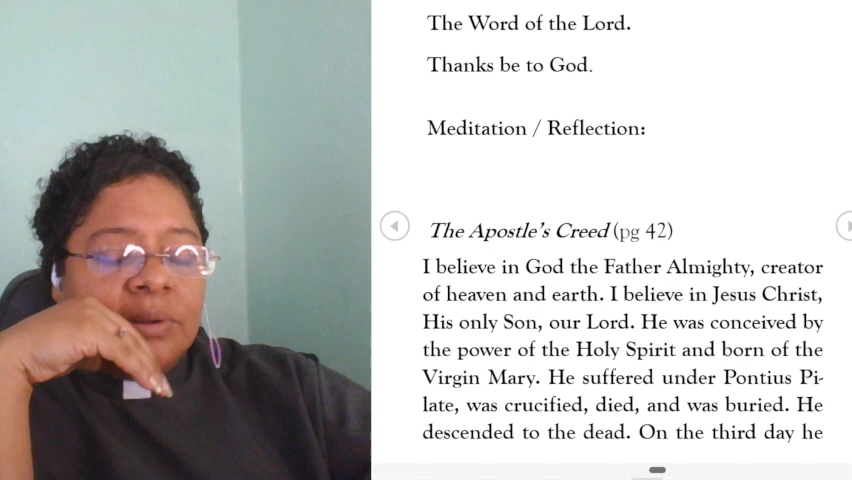 The Word of the Lord.
Thanks be to God.
Meditation / Reflection:
The Apostle's Creed (pg 42)
I believe in God the Father Almighty, creator
of heaven and earth. I believe in Jesus Christ,
His only Son, our Lord. He was conceived by
the power of the Holy Spirit and born of the
Virgin Mary. He suffered under Pontius Pi-
late, was crucified, died, and was buried. He
descended to the dead. On the third day he